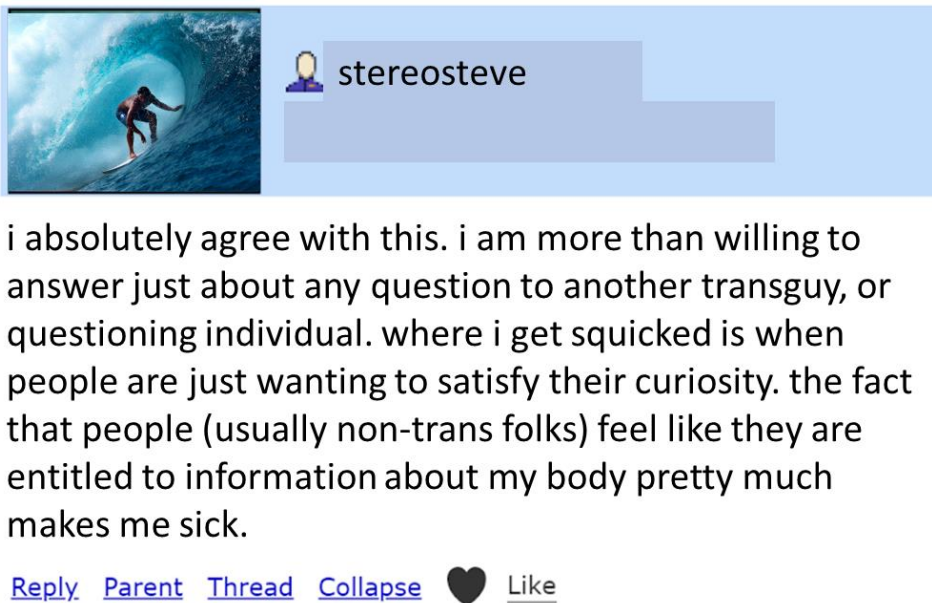 stereosteve
i absolutely agree with this. i am more than willing to
answer just about any question to another transguy, or
questioning individual. where i get squicked is when
people are just wanting to satisfy their curiosity. the fact
that people (usually non-trans folks) feel like they are
entitled to information about my body pretty much
makes me sick.
Reply Parent Thread Collapse Like